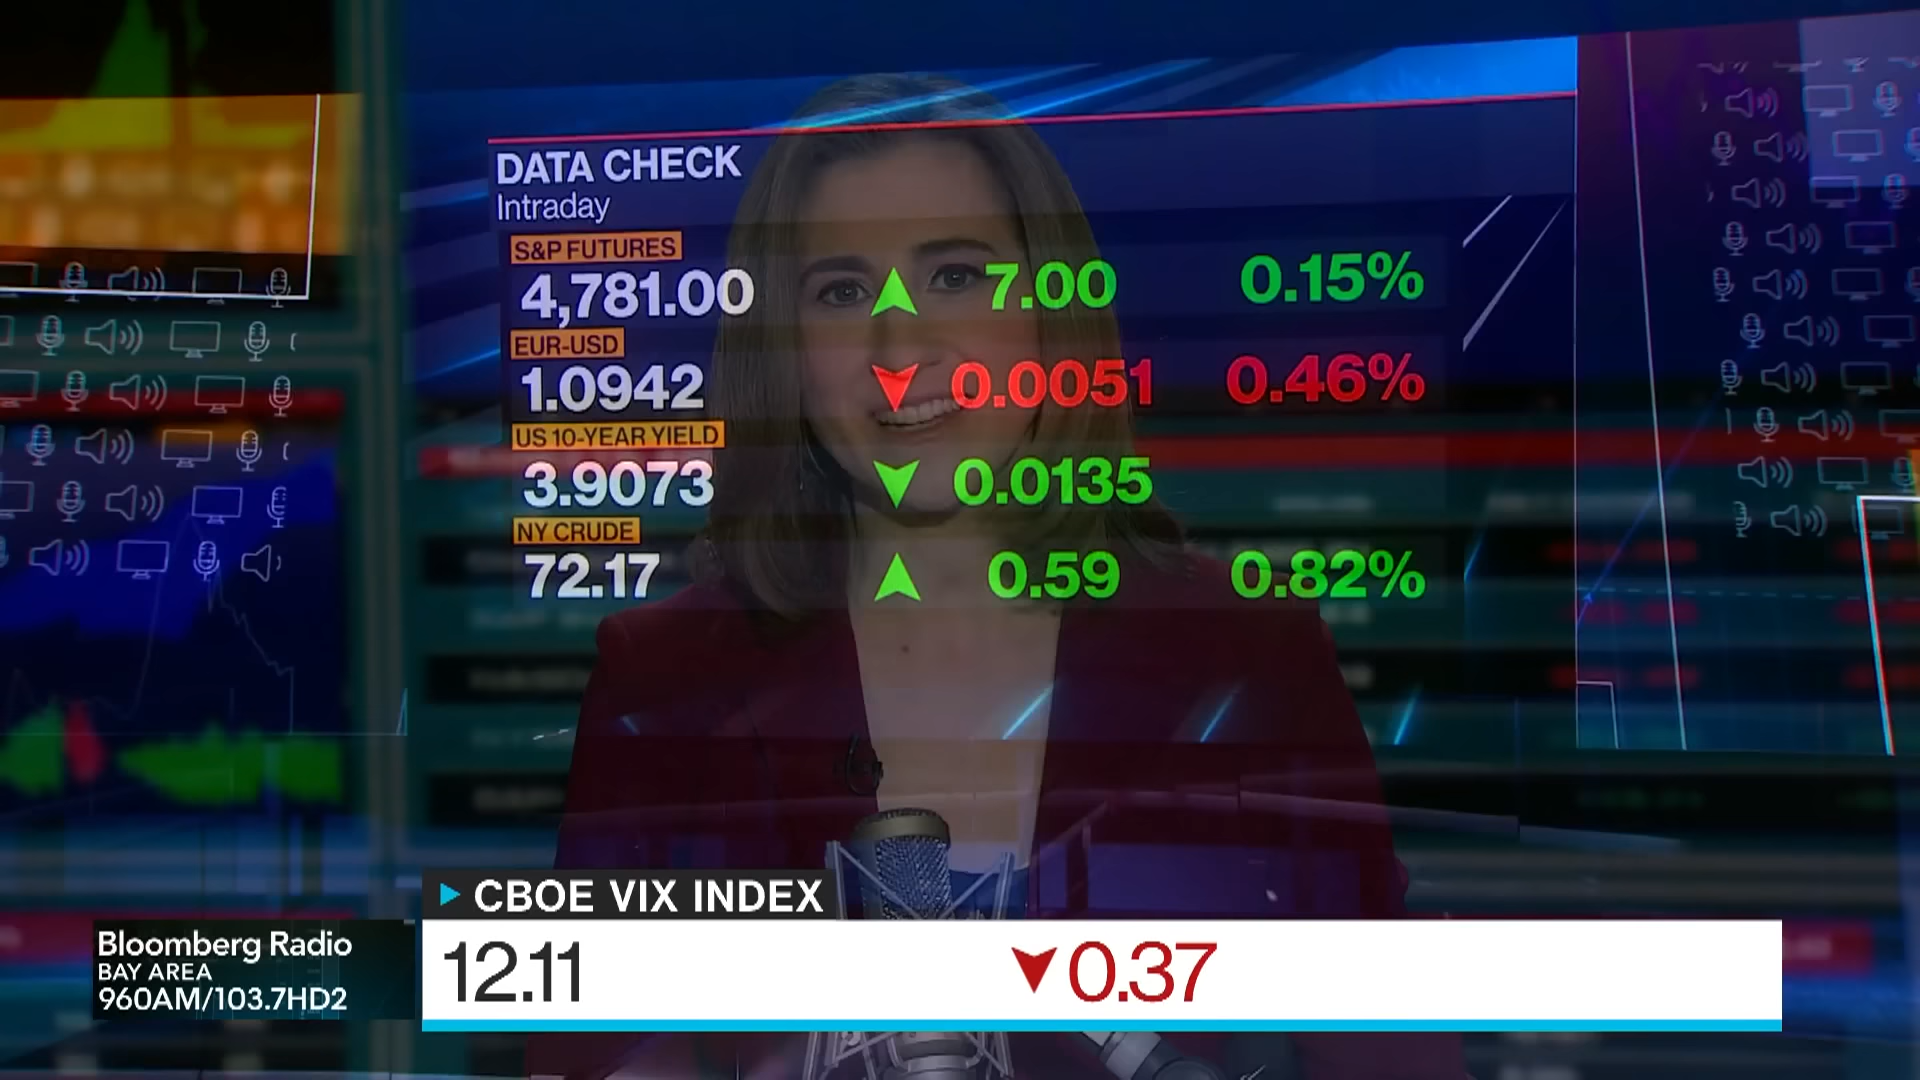 DATA CHECK
Intraday
S&P FUTURES
4,781.00 7.00 0.15%
EUR-USD
1.0942 0.0051 0.46%
US 10-YEAR YIELD
3.9073 0.0135
NY CRUDE
72.17 0.59 0.82%
CBOE VIX INDEX
12.11 0.37
Bloomberg Radio
BAY AREA
960AM/103.7HD2